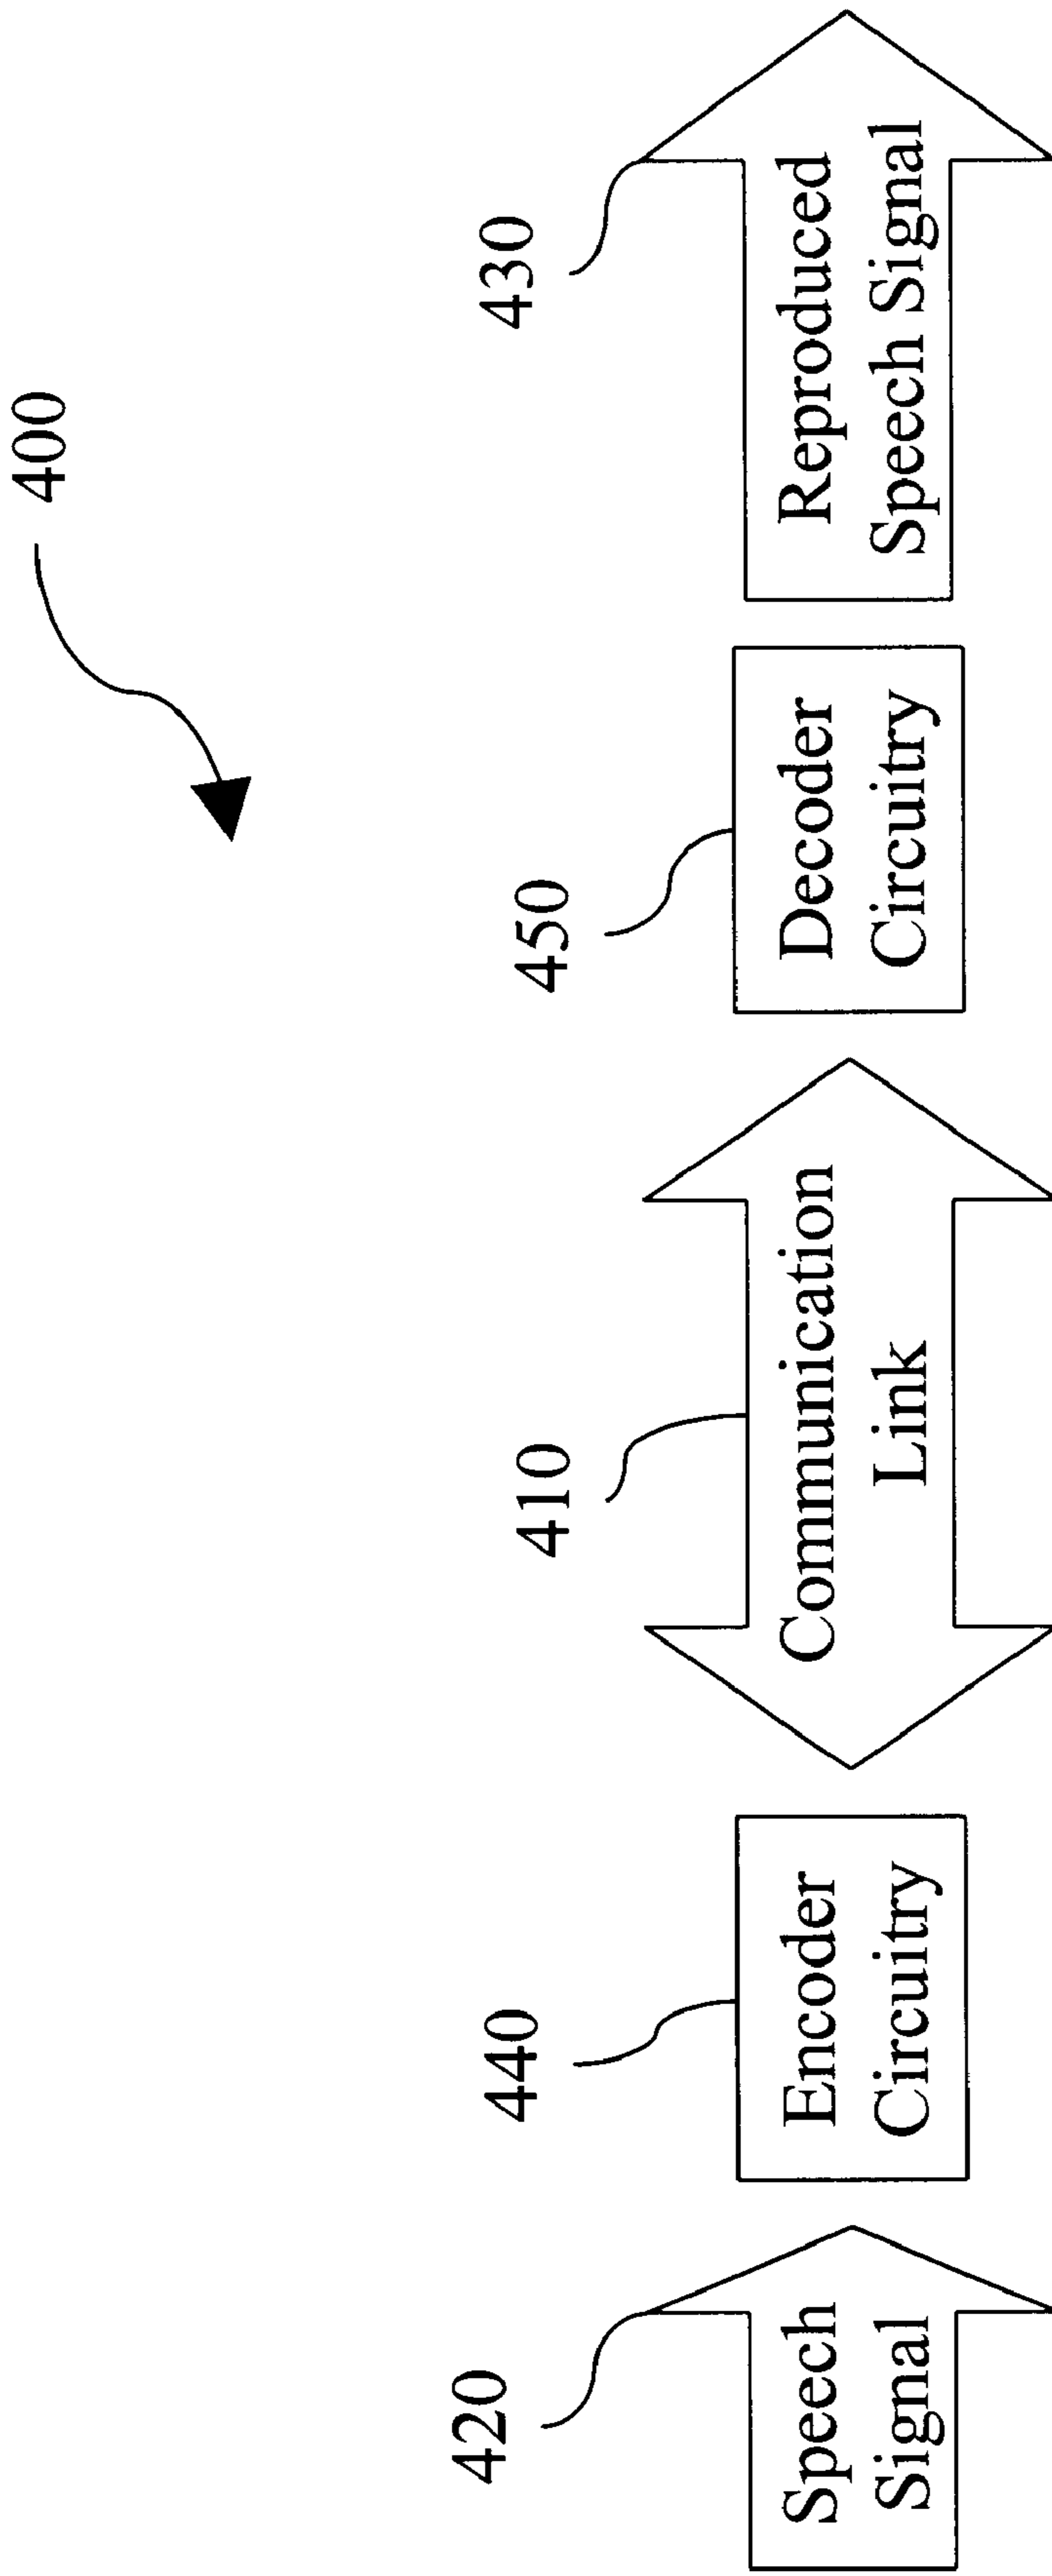 400
420
Speech
Signal
440
Encoder
Circuitry
410
Communication
Link
450
Decoder
Circuitry
430
Reproduced
Speech Signal